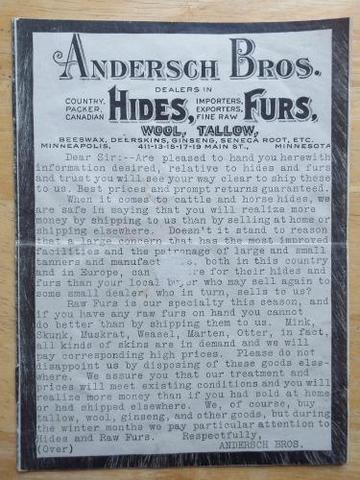 ANDERSCH BROS.,
DEALERS IN
COUNTRY, PACKER, CANADIAN HIDES, IMPORTERS, EXPORTERS, FINE RAW FURS,
WOOL, TALLOW,
BEESWAX, DEERSKINS, GINSENG, SENECA ROOT, ETC.
MINNEAPOLIS, 411-13-15-17-19 MAIN ST., MINNESOTA
Dear Sir:--Are pleased to hand you herewith
information desired, relative to hides and furs
and trust you will see your way clear to ship these
to us. Best prices and prompt returns guaranteed.
When it comes to cattle and horse hides, we
are safe in saying that you will realize more
money by shipping to us than by selling at home or
shipping elsewhere. Doesn't it stand to reason
that a large concern that has the most improved
facilities and the patronage of large and small
tanners and manufact s. both in this country
and in Europe, can re for their hides and
furs than your local buyer who may sell again to
some small dealer, who in turn, sells to us?
Raw Furs is our specialty this season, and
if you have any raw furs on hand you cannot
do better than by shipping them to us. Mink,
Skunk, Muskrat, Weasel, Marten, Otter, in fact,
all kinds of skins are in demand and we will
pay corresponding high prices. Please do not
disappoint us by disposing of these goods else-
where. We assure you that our treatment and
prices will meet existing conditions and you will
realize more money than if you had sold at home
or had shipped elsewhere. We, of course, buy
tallow, wool, ginseng, and other goods, but during
the winter months we pay particular attention to
Hides and Raw Furs. Respectfully,
(Over) ANDERSCH BROS.